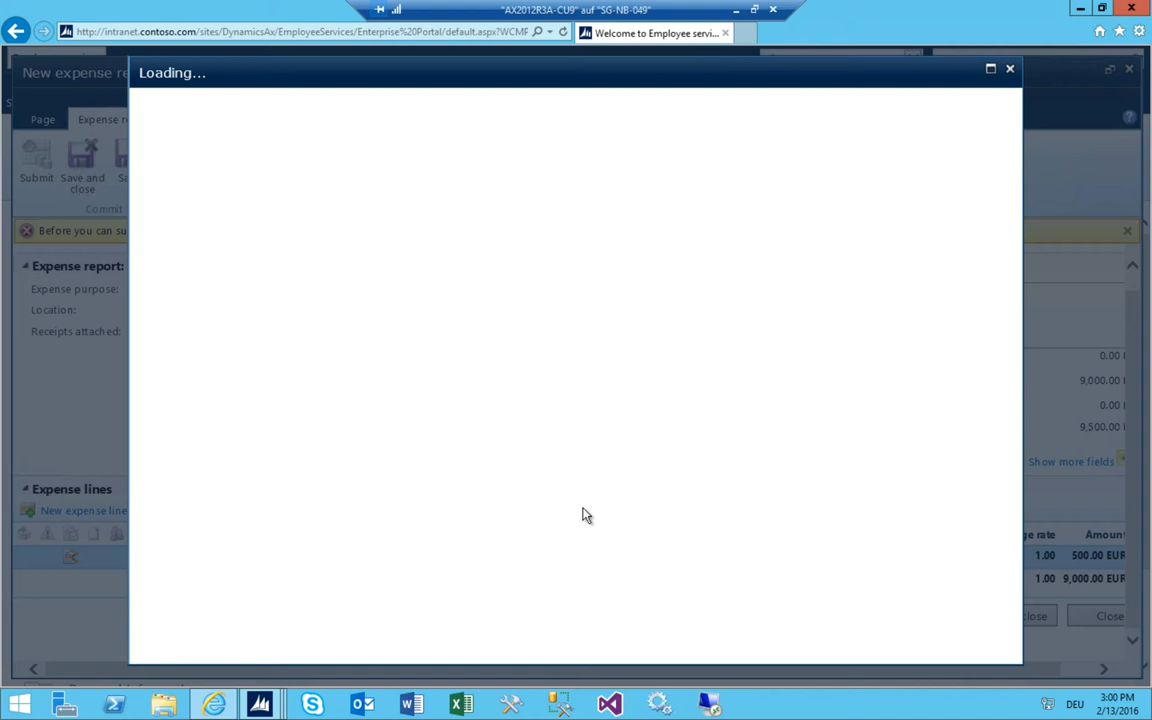 "AX2012R3A-CU9" auf "SG-NB-049"
http://intranet.contoso.com/sites/DynamicsAx/EmployeeServices/Enterprise%20Portal/default.aspx?WCMF
Welcome to Employee servi...
New expense re
Loading...
Page
Expense r
Submit
Save and close
Sa
Commit
Before you can su
Expense report:
Expense purpose:
Location:
Receipts attached:
0.00
9,000.00
0.00
9,500.00
Show more fields
Expense lines
New expense line
ge rate
Amoun
1.00
500.00 EUR
1.00
9,000.00 EUR
close
Close
DEU
3:00 PM
2/13/2016